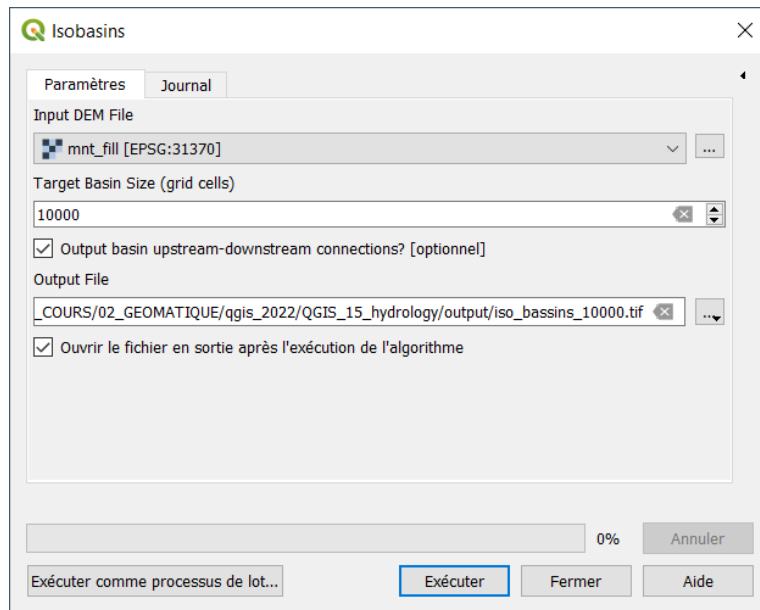 Isobasins
Paramètres
Journal
Input DEM File
mnt_fill [EPSG:31370]
...
Target Basin Size (grid cells)
10000
Output basin upstream-downstream connections? [optionnel]
Output File
_COURS/02_GEOMATIQUE/qgis_2022/QGIS_15_hydrology/output/iso_bassins_10000.tif
...
Ouvrir le fichier en sortie après l'exécution de l'algorithme
0%
Annuler
Exécuter comme processus de lot...
Exécuter
Fermer
Aide